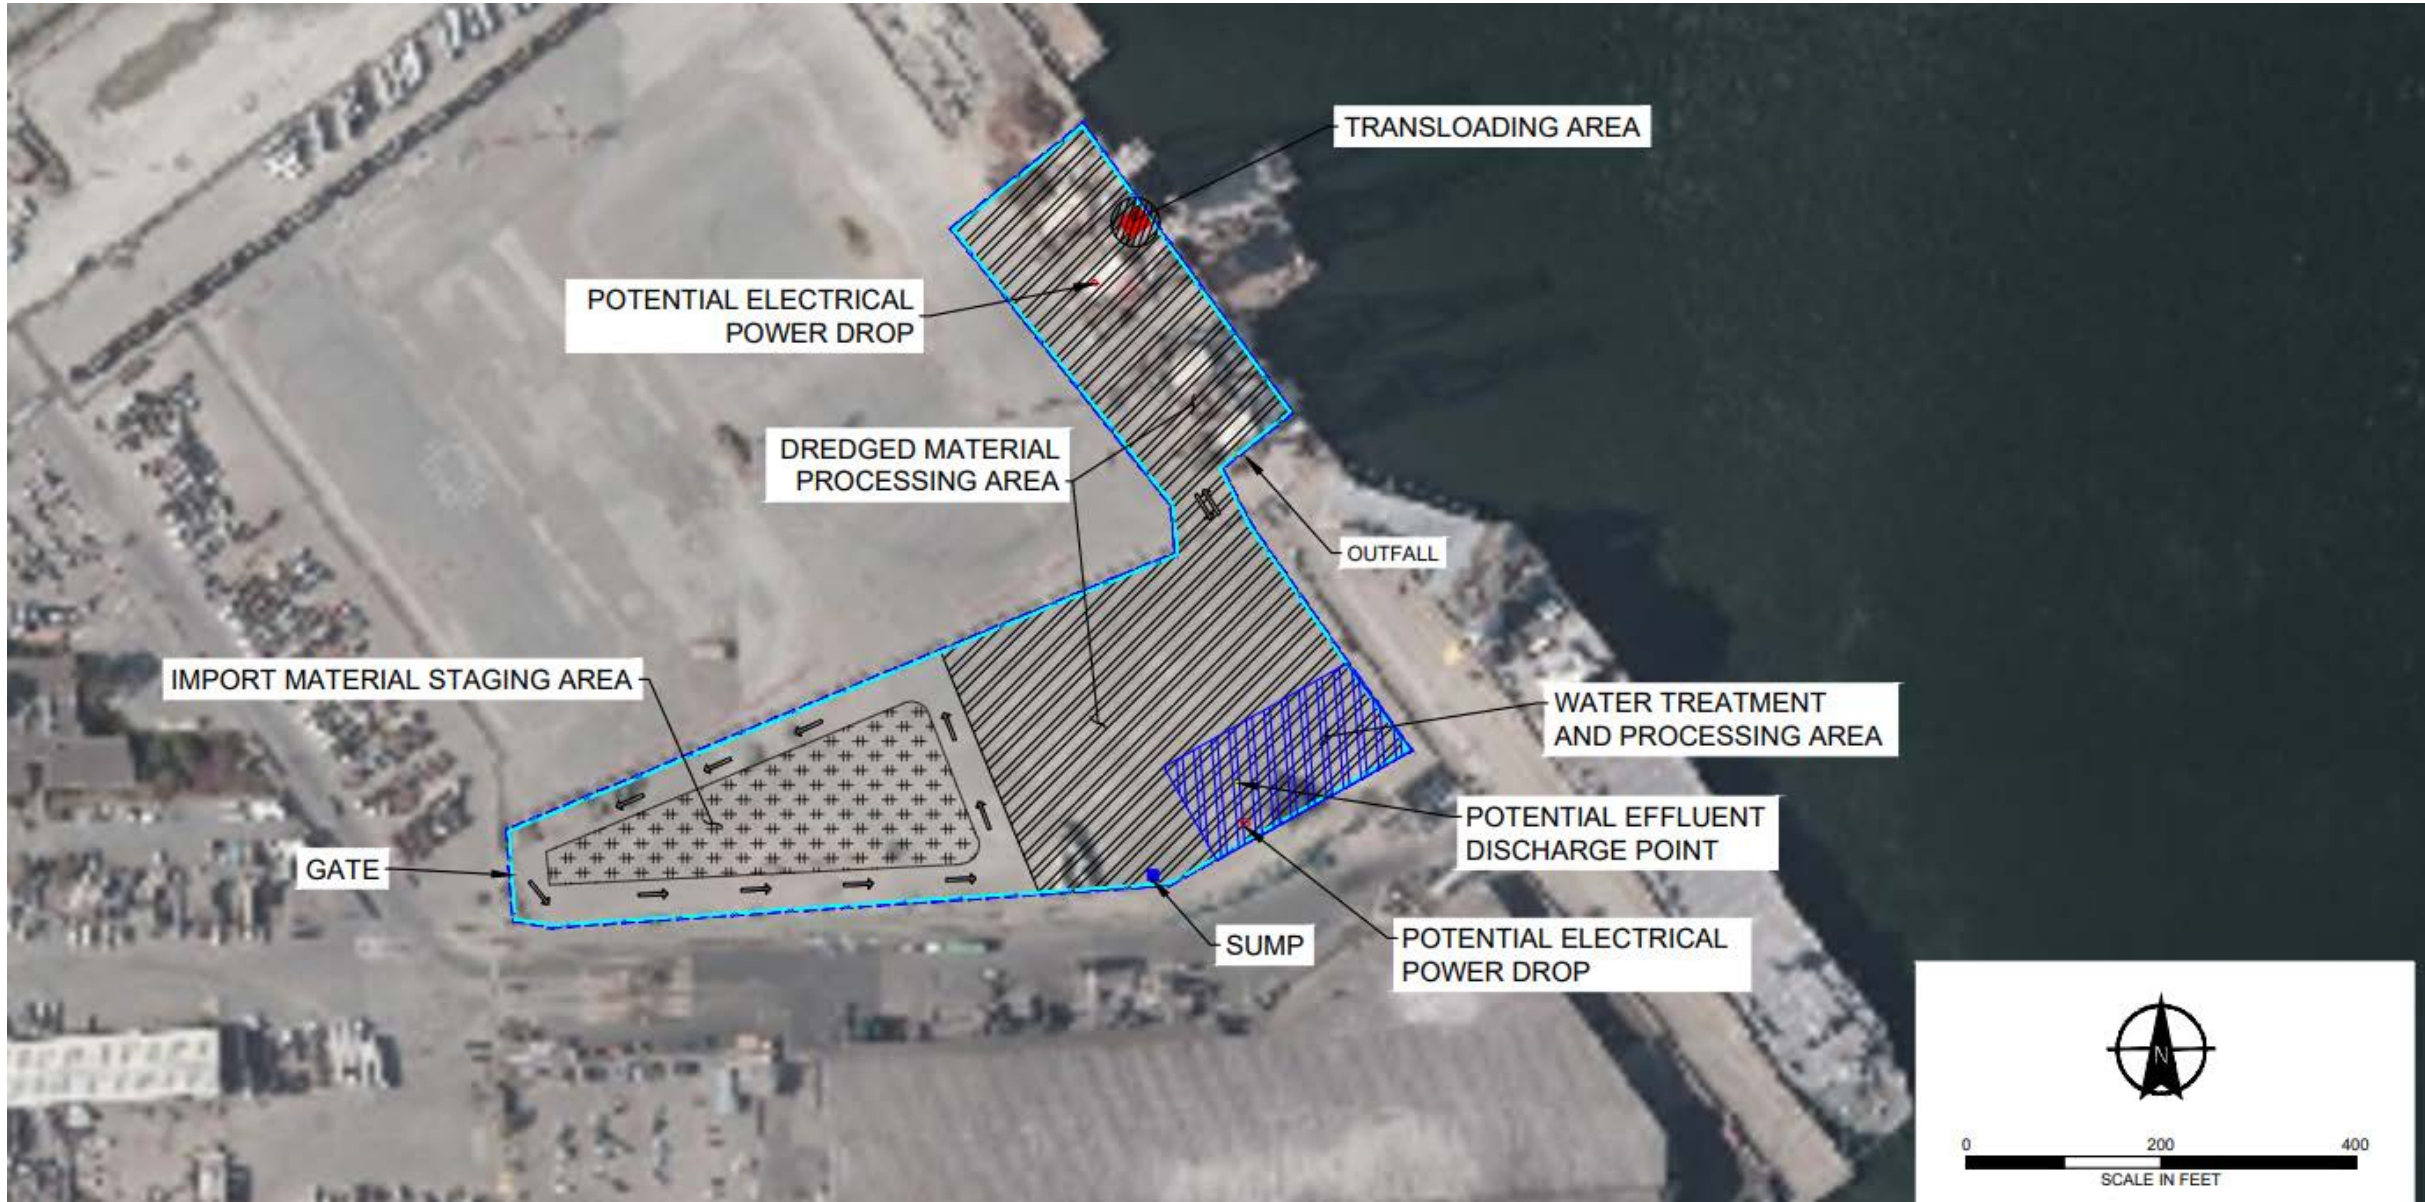 TRANSLOADING AREA
POTENTIAL ELECTRICAL
POWER DROP
DREDGED MATERIAL
PROCESSING AREA
OUTFALL
IMPORT MATERIAL STAGING AREA
WATER TREATMENT
AND PROCESSING AREA
POTENTIAL EFFLUENT
DISCHARGE POINT
GATE
SUMP
POTENTIAL ELECTRICAL
POWER DROP
N
0 200 400
SCALE IN FEET